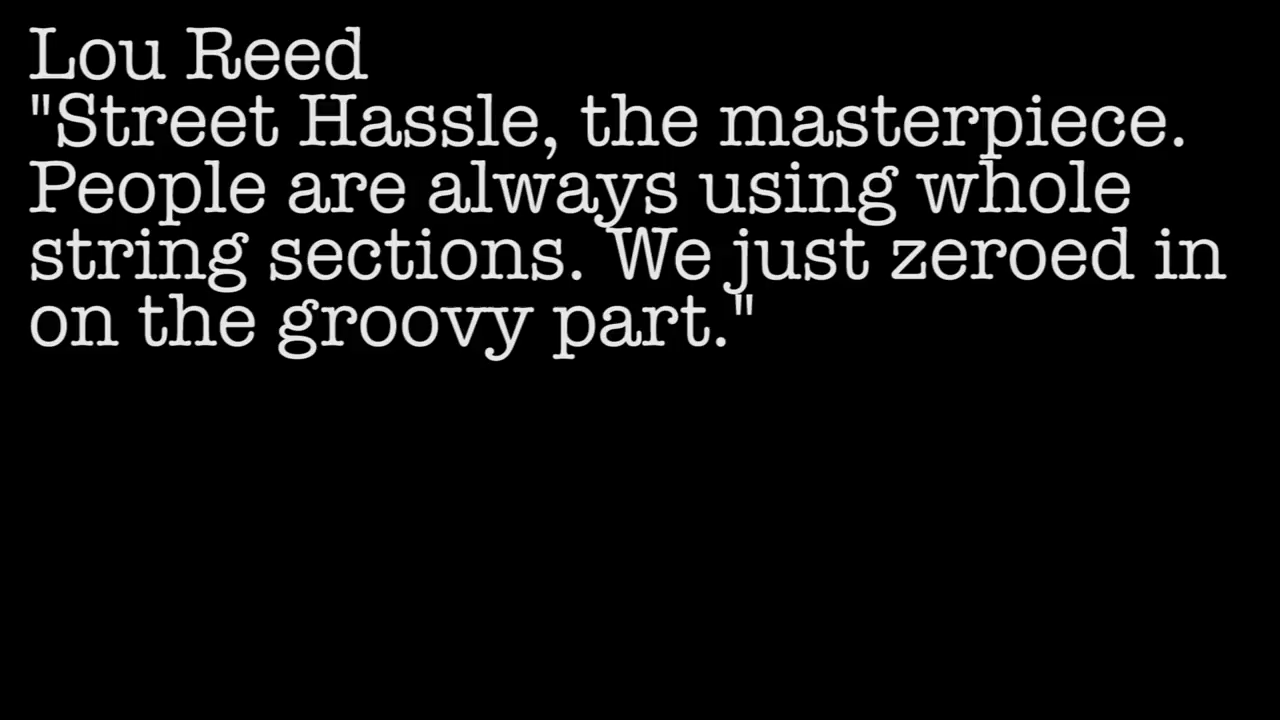 Lou Reed
"Street Hassle, the masterpiece.
People are always using whole
string sections. We just zeroed in
on the groovy part."